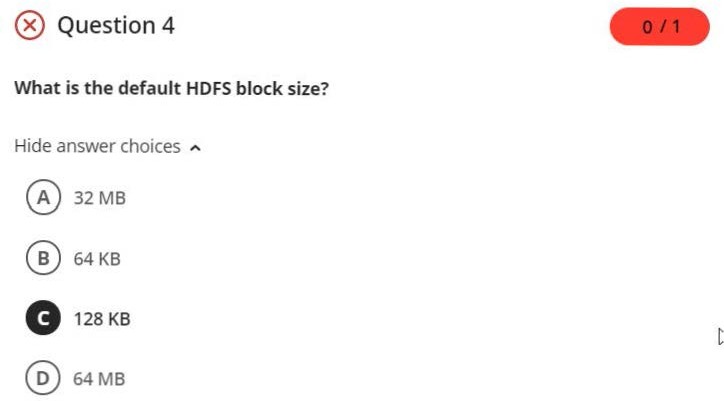 Question 4
0 / 1
What is the default HDFS block size?
Hide answer choices
A 32 MB
B 64 KB
C 128 KB
D 64 MB